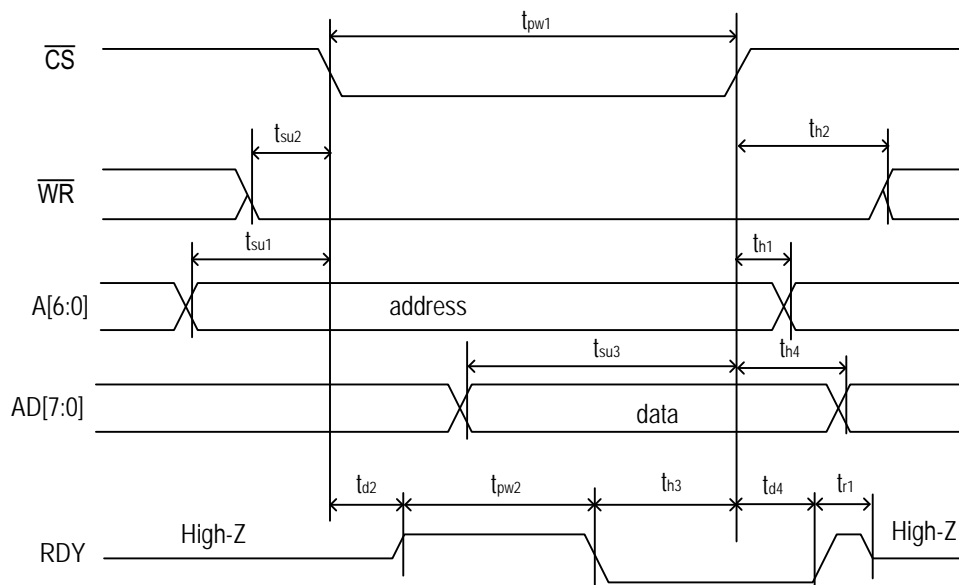 tpw1
CS
tsu2
th2
WR
tsu1
th1
A[6:0]
address
tsu3
th4
AD[7:0]
data
td2
tpw2
th3
td4
tr1
High-Z
High-Z
RDY